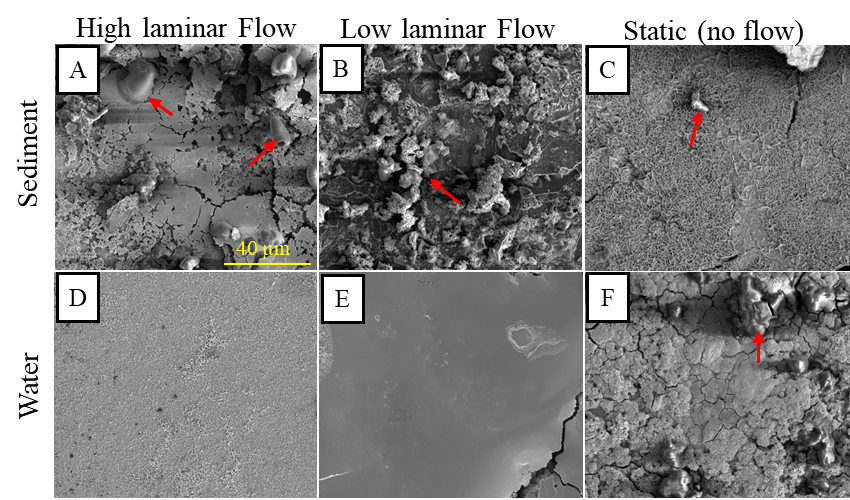 High laminar Flow
Low laminar Flow
Static (no flow)
Sediment
A
B
C
40 μm
Water
D
E
F